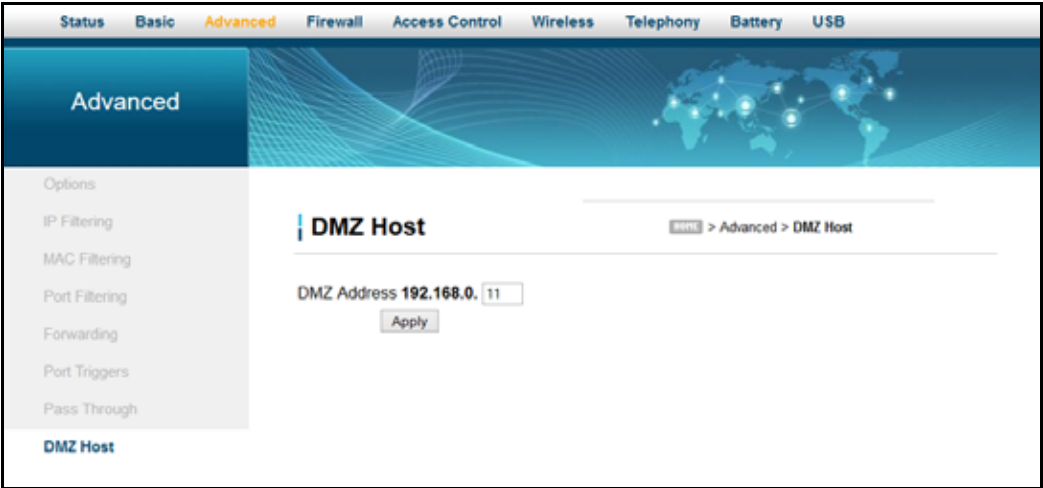 Status Basic Advanced Firewall Access Control Wireless Telephony Battery USB
Advanced
Options
IP Filtering
MAC Filtering
Port Filtering
Forwarding
Port Triggers
Pass Through
DMZ Host
DMZ Host
HOME > Advanced > DMZ Host
DMZ Address 192.168.0. 11
Apply